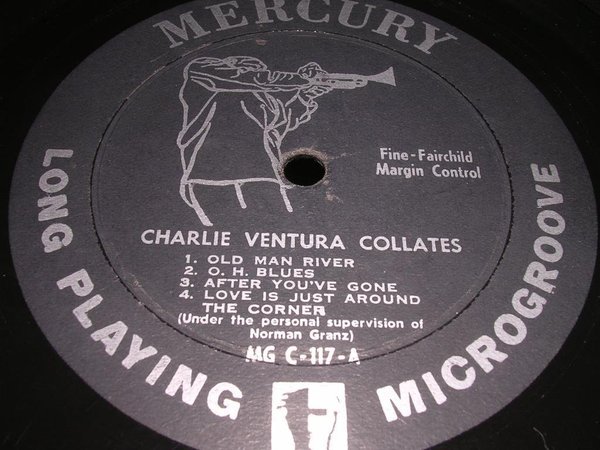 MERCURY
Fine-Fairchild
Margin Control
CHARLIE VENTURA COLLATES
1. OLD MAN RIVER
2. O. H. BLUES
3. AFTER YOU'VE GONE
4. LOVE IS JUST AROUND
THE CORNER
(Under the personal supervision of
Norman Granz)
MG C-117-A
LONG PLAYING
MICROGROOVE